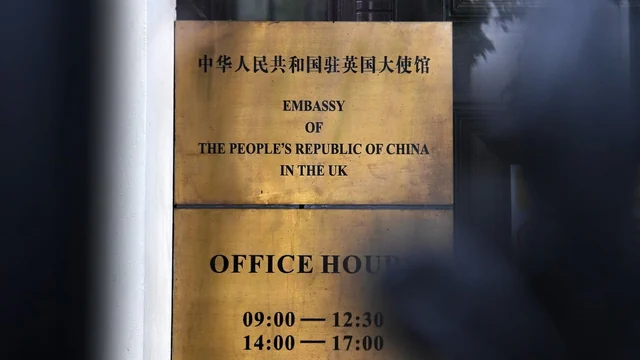 中华人民共和国驻英国大使馆
EMBASSY
OF
THE PEOPLE'S REPUBLIC OF CHINA
IN THE UK
OFFICE
09:00 — 12:30
14:00 — 17:00